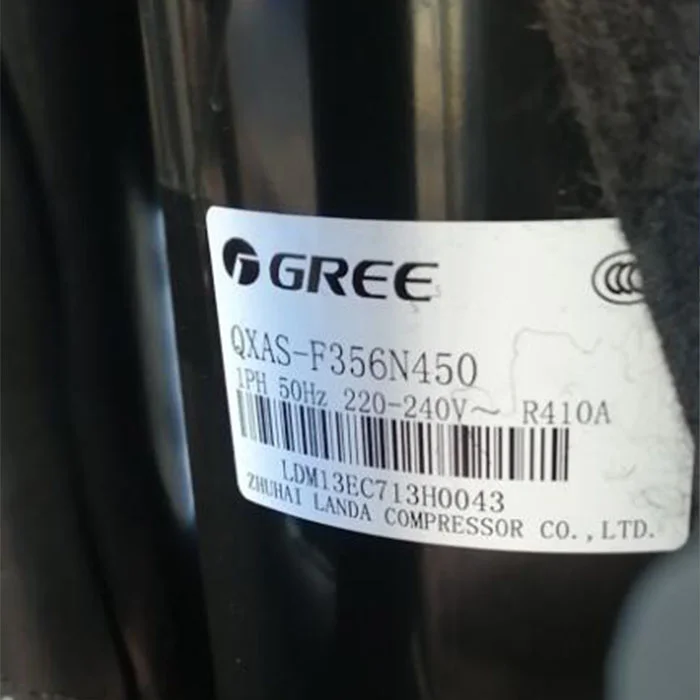 GREE
QXAS-F356N450
1PH 50Hz 220-240V~ R410A
LDM13EC713H0043
ZHUHAI LANDA COMPRESSOR CO.,LTD.